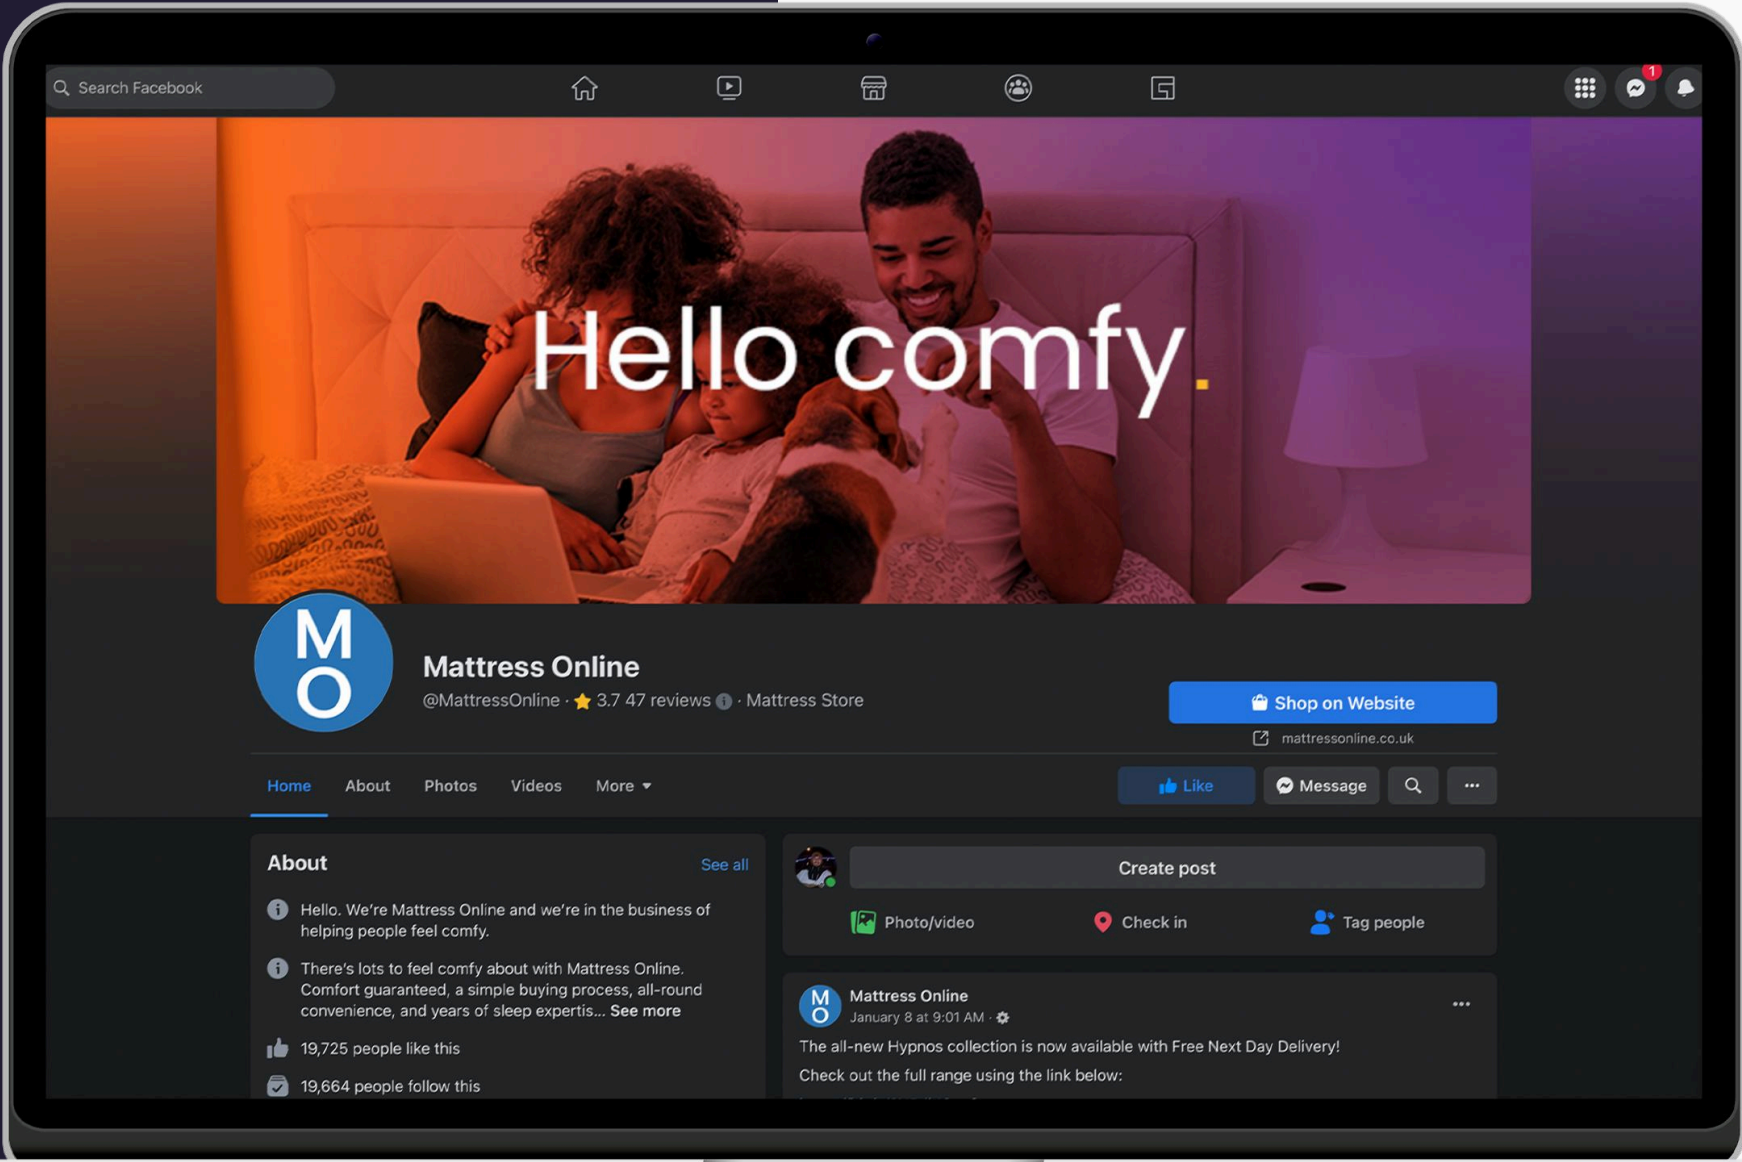 Search Facebook
1
Hello comfy.
M
O
Mattress Online
@MattressOnline · 3.7 47 reviews · Mattress Store
Shop on Website
mattressonline.co.uk
Home About Photos Videos More
Like Message
About See all
Hello. We're Mattress Online and we're in the business of
helping people feel comfy.
There's lots to feel comfy about with Mattress Online.
Comfort guaranteed, a simple buying process, all-round
convenience, and years of sleep expertis... See more
19,725 people like this
19,664 people follow this
Create post
Photo/video Check in Tag people
M
O
Mattress Online
January 8 at 9:01 AM ·
The all-new Hypnos collection is now available with Free Next Day Delivery!
Check out the full range using the link below: